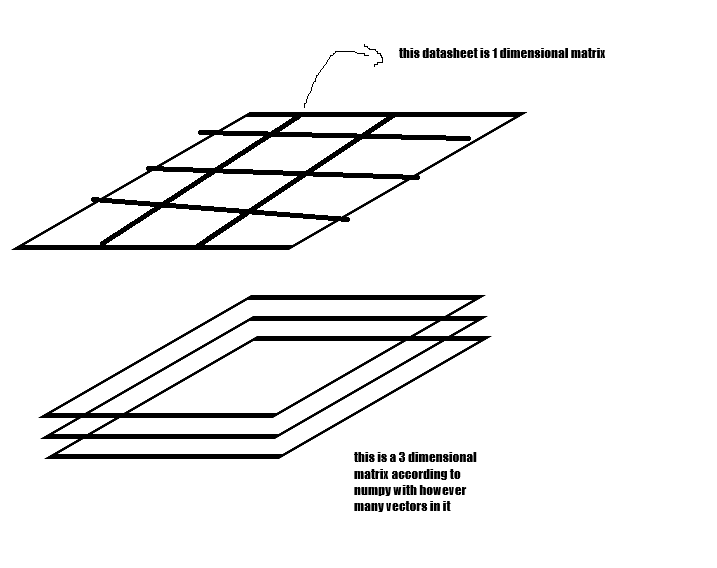 this datasheet is 1 dimensional matrix
this is a 3 dimensional
matrix according to
numpy with however
many vectors in it